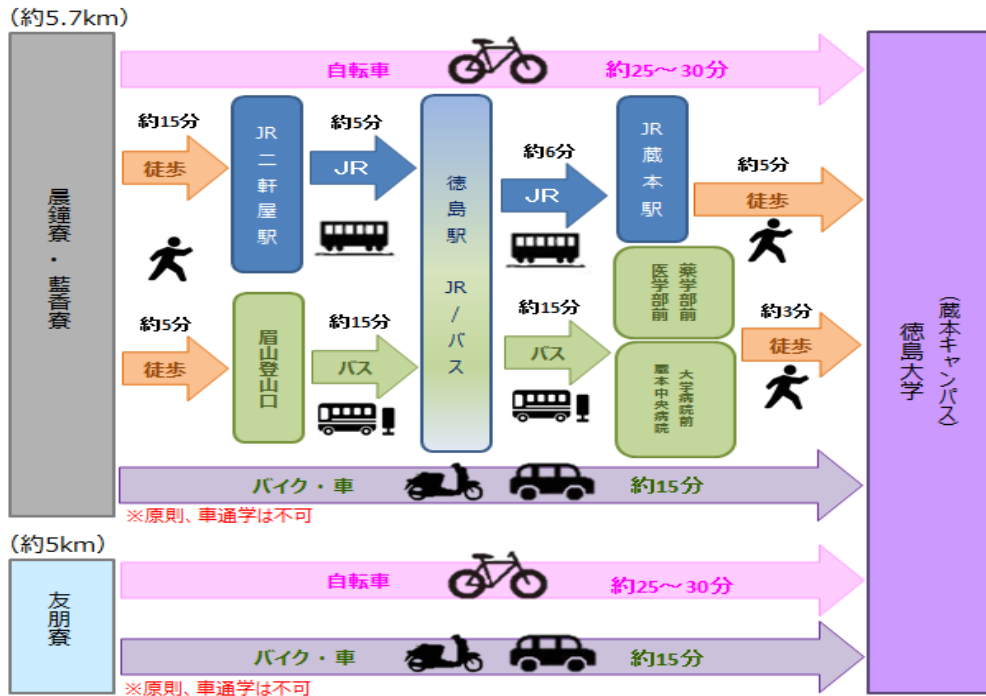 （約5.7km）
自転車
約25～30分
晨鐘寮・藍香寮
約15分
徒歩
JR二軒屋駅
約5分
JR
徳島駅　JR/バス
約6分
JR
JR蔵本駅
約5分
徒歩
約5分
徒歩
眉山登山口
約15分
バス
約15分
バス
薬学部前
医学部前
大学病院前
蔵本中央病院
約3分
徒歩
（蔵本キャンパス）
徳島大学
バイク・車
約15分
※原則、車通学は不可
（約5km）
友朋寮
自転車
約25～30分
バイク・車
約15分
※原則、車通学は不可